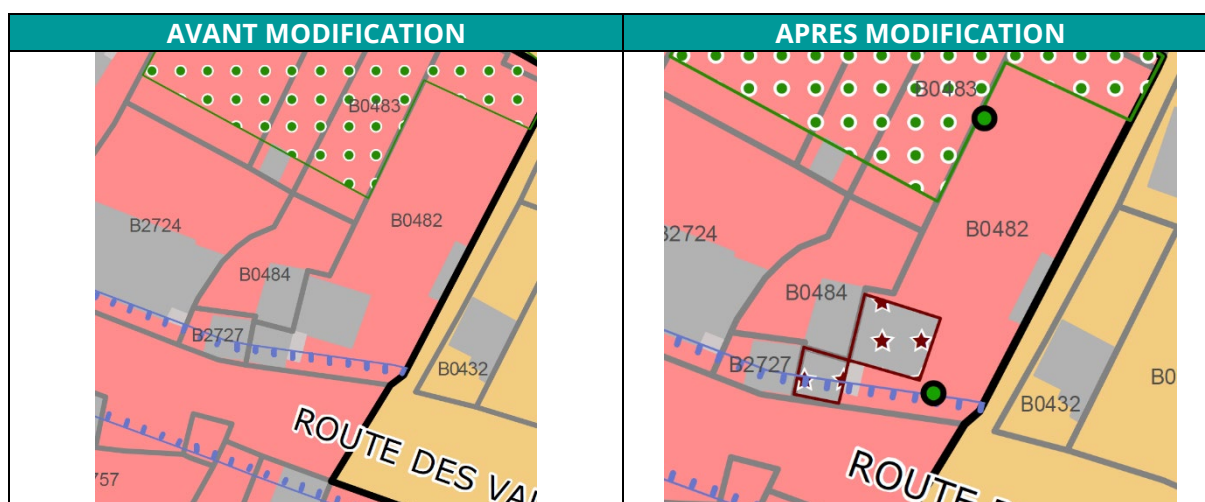 AVANT MODIFICATION
APRES MODIFICATION
B0483
B0482
B2724
B0484
B2727
B0432
ROUTE DES VA
757
B0483
B0482
B2724
B0484
B2727
B0
B0432
ROUTE